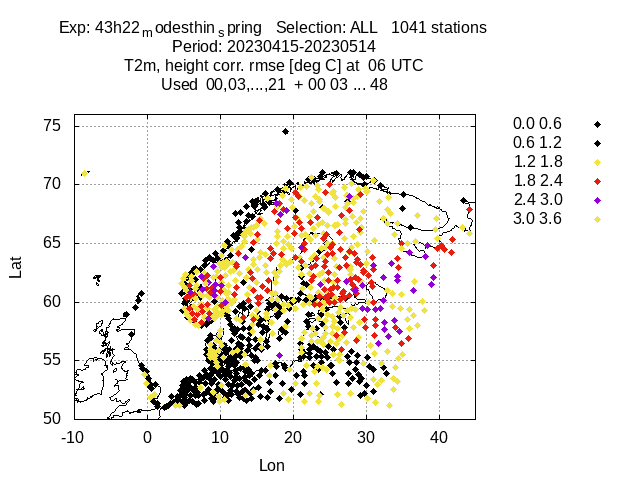 Exp: 43h22modesthinspring   Selection: ALL   1041 stations
Period: 20230415-20230514
T2m, height corr. rmse [deg C] at  06 UTC
Used  00,03,...,21  + 00 03 ... 48
0.0 0.6
0.6 1.2
1.2 1.8
1.8 2.4
2.4 3.0
3.0 3.6
75
70
65
60
55
50
Lat
-10 0 10 20 30 40
Lon